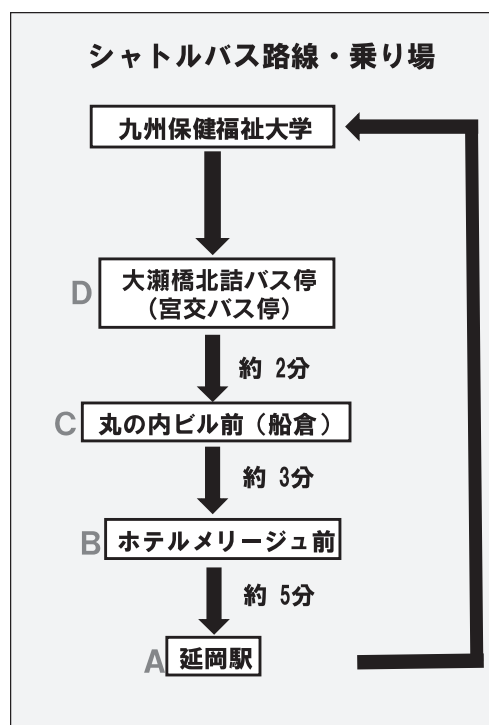 シャトルバス路線・乗り場
九州保健福祉大学
D
大瀬橋北詰バス停
（宮交バス停）
約 2分
C
丸の内ビル前（船倉）
約 3分
B
ホテルメリージュ前
約 5分
A
延岡駅